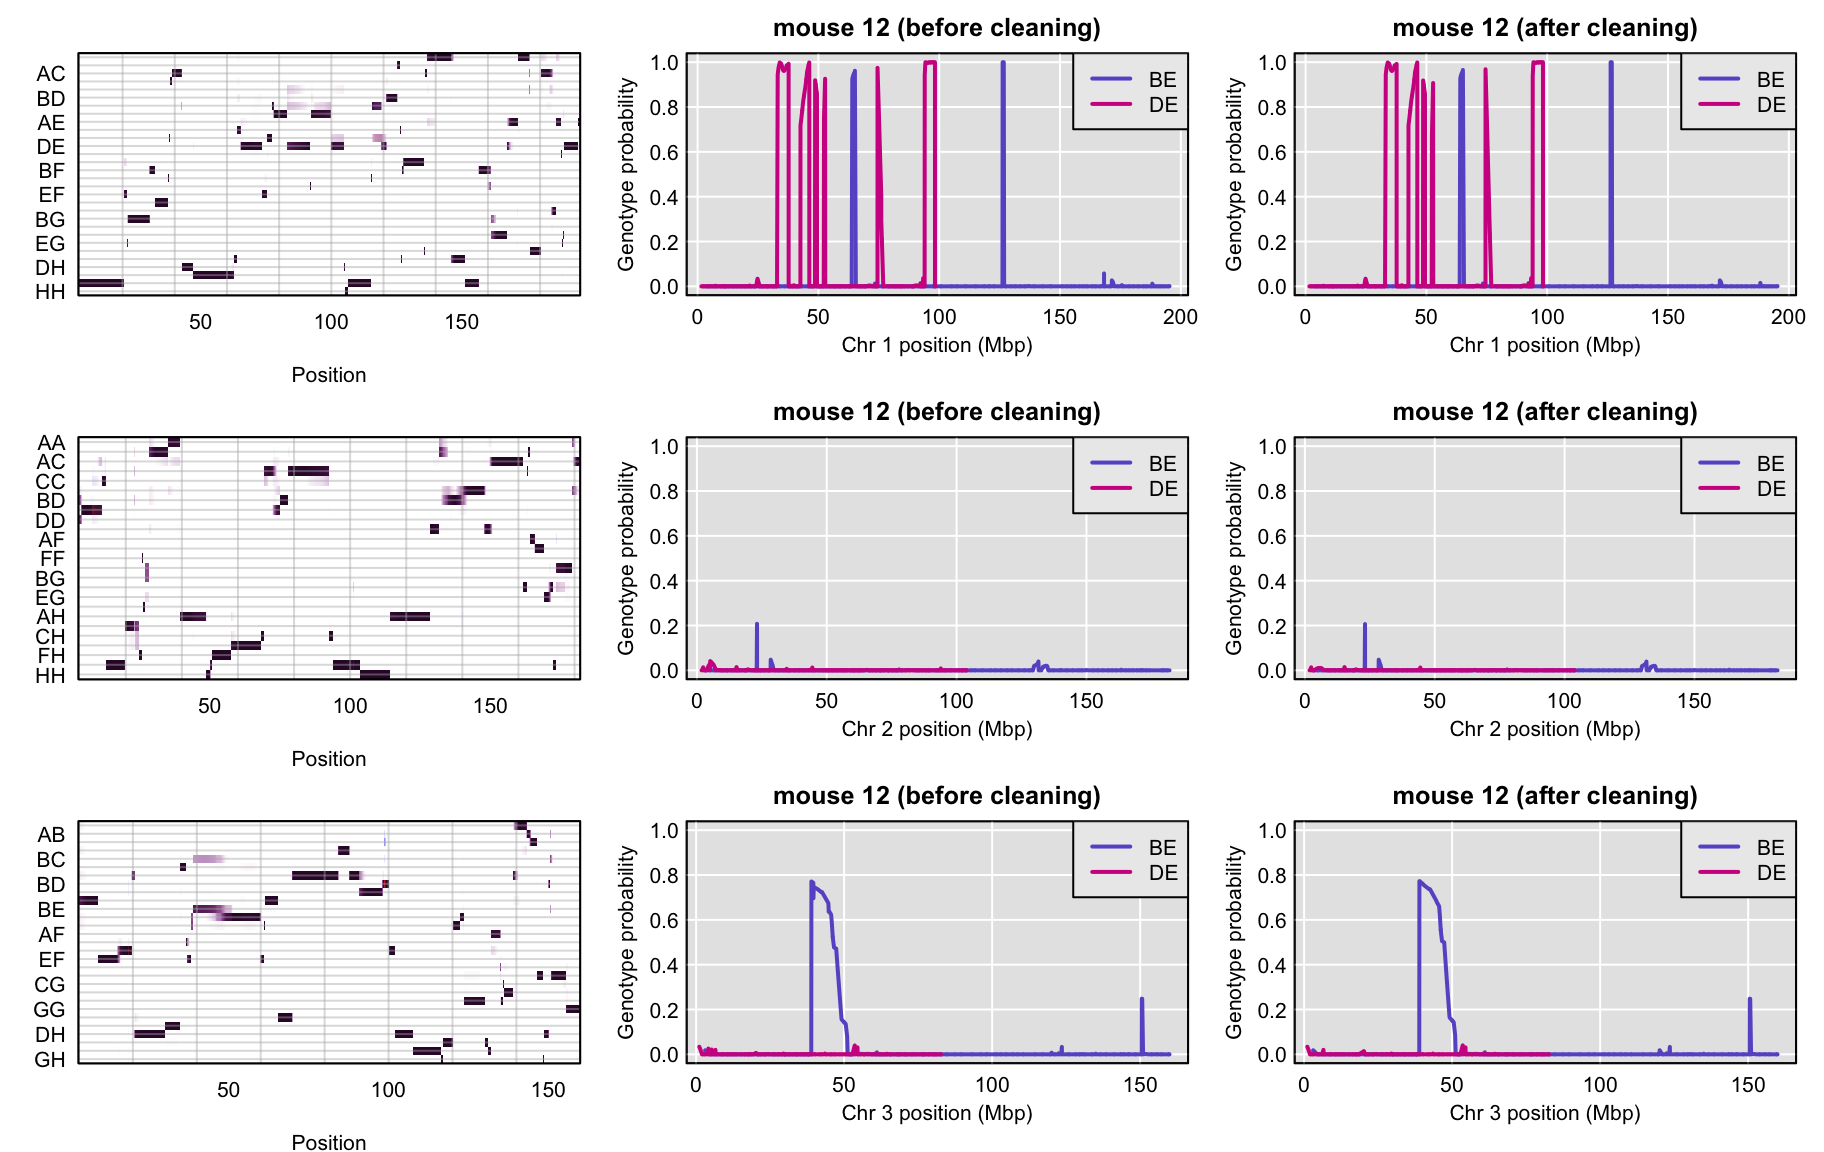 AC
BD
AE
DE
BF
EF
BG
EG
DH
HH
50 100 150
Position
mouse 12 (before cleaning)
BE
DE
1.0
0.8
0.6
0.4
0.2
0.0
Genotype probability
0 50 100 150 200
Chr 1 position (Mbp)
mouse 12 (after cleaning)
BE
DE
1.0
0.8
0.6
0.4
0.2
0.0
Genotype probability
0 50 100 150 200
Chr 1 position (Mbp)
AA
AC
CC
BD
DD
AF
FF
BG
EG
AH
CH
FH
HH
50 100 150
Position
mouse 12 (before cleaning)
BE
DE
1.0
0.8
0.6
0.4
0.2
0.0
Genotype probability
0 50 100 150
Chr 2 position (Mbp)
mouse 12 (after cleaning)
BE
DE
1.0
0.8
0.6
0.4
0.2
0.0
Genotype probability
0 50 100 150
Chr 2 position (Mbp)
AB
BC
BD
BE
AF
EF
CG
GG
DH
GH
50 100 150
Position
mouse 12 (before cleaning)
BE
DE
1.0
0.8
0.6
0.4
0.2
0.0
Genotype probability
0 50 100 150
Chr 3 position (Mbp)
mouse 12 (after cleaning)
BE
DE
1.0
0.8
0.6
0.4
0.2
0.0
Genotype probability
0 50 100 150
Chr 3 position (Mbp)